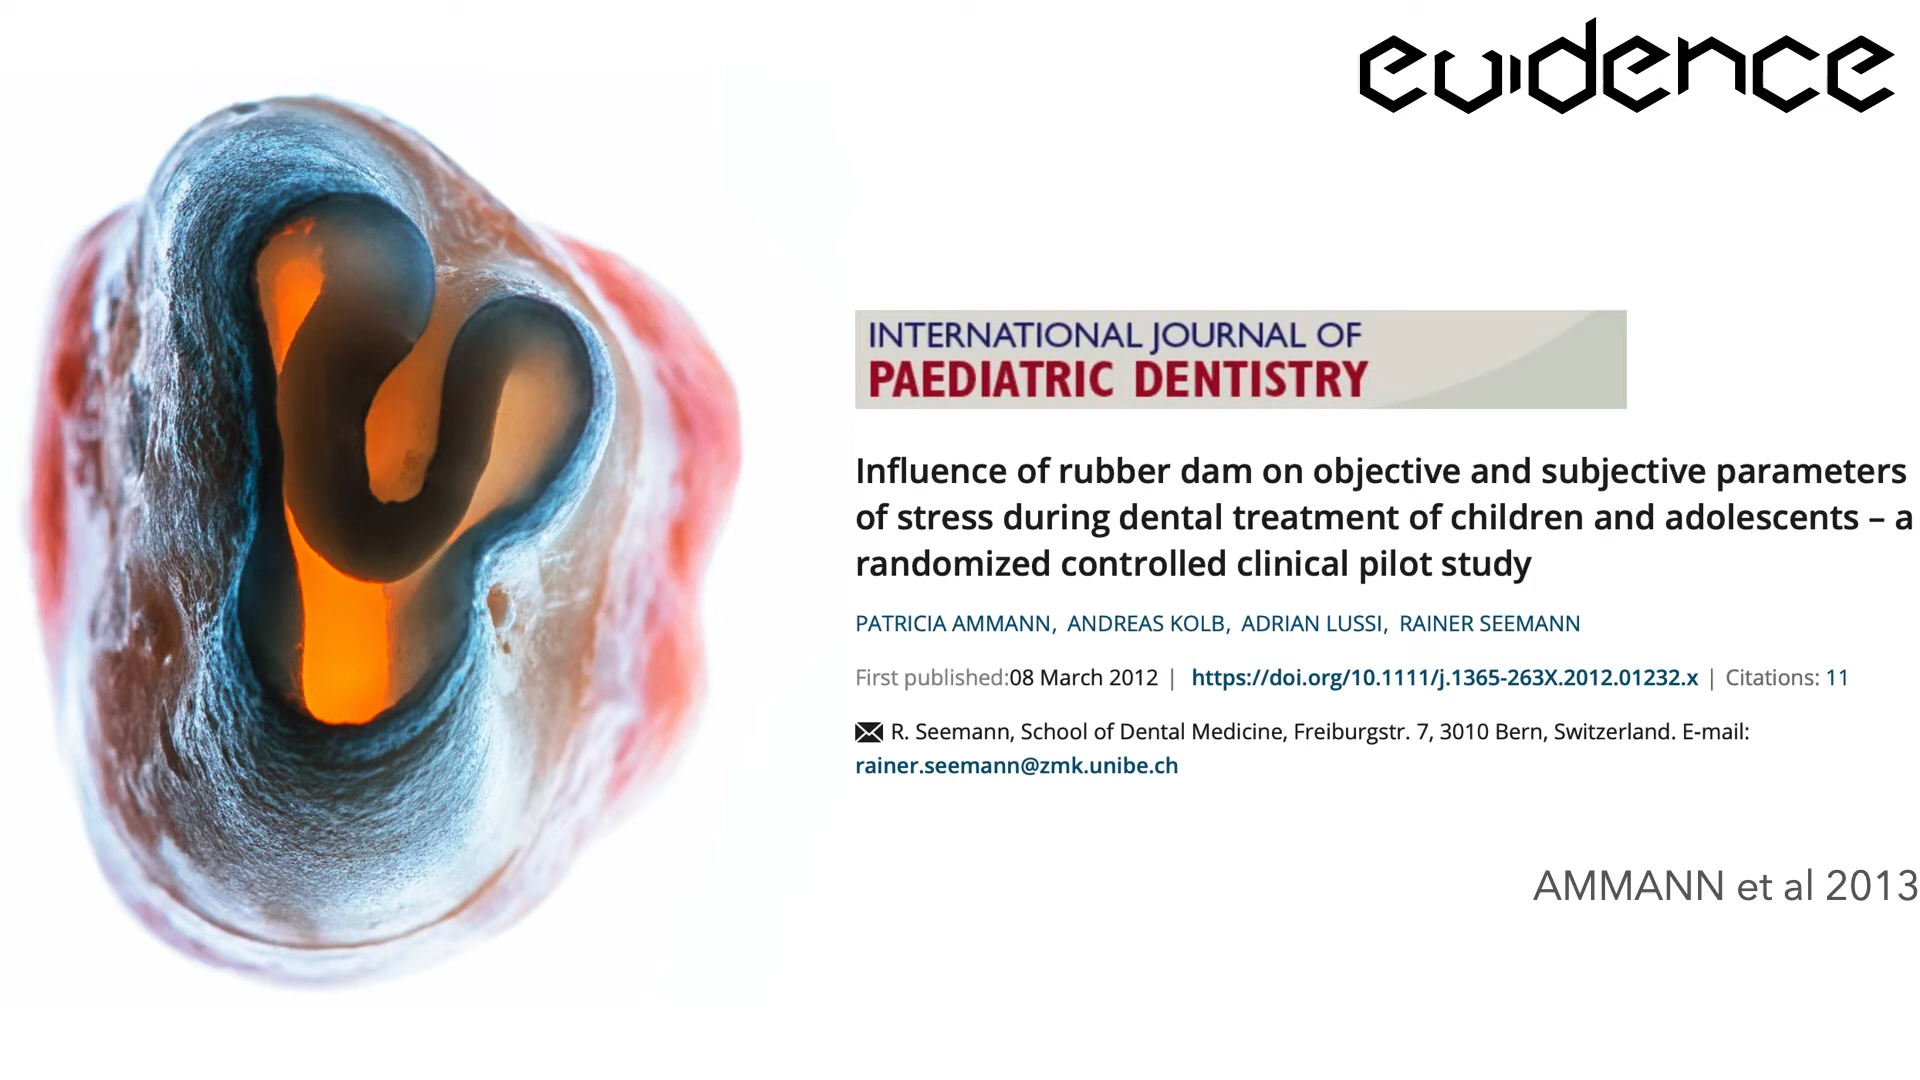 evidence
INTERNATIONAL JOURNAL OF
PAEDIATRIC DENTISTRY
Influence of rubber dam on objective and subjective parameters
of stress during dental treatment of children and adolescents – a
randomized controlled clinical pilot study
PATRICIA AMMANN, ANDREAS KOLB, ADRIAN LUSSI, RAINER SEEMANN
First published:08 March 2012 | https://doi.org/10.1111/j.1365-263X.2012.01232.x | Citations: 11
R. Seemann, School of Dental Medicine, Freiburgstr. 7, 3010 Bern, Switzerland. E-mail:
rainer.seemann@zmk.unibe.ch
AMMANN et al 2013